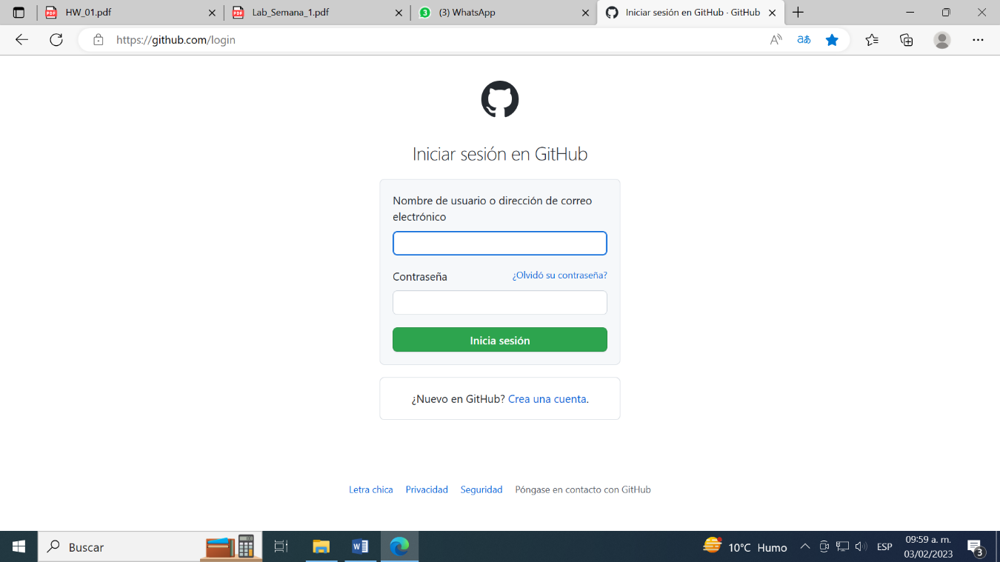 HW_01.pdf
Lab_Semana_1.pdf
(3) WhatsApp
Iniciar sesión en GitHub · GitHub
https://github.com/login
Iniciar sesión en GitHub
Nombre de usuario o dirección de correo
electrónico
Contraseña
¿Olvidó su contraseña?
Inicia sesión
¿Nuevo en GitHub? Crea una cuenta.
Letra chica
Privacidad
Seguridad
Póngase en contacto con GitHub
Buscar
10°C Humo
ESP
09:59 a. m.
03/02/2023
3